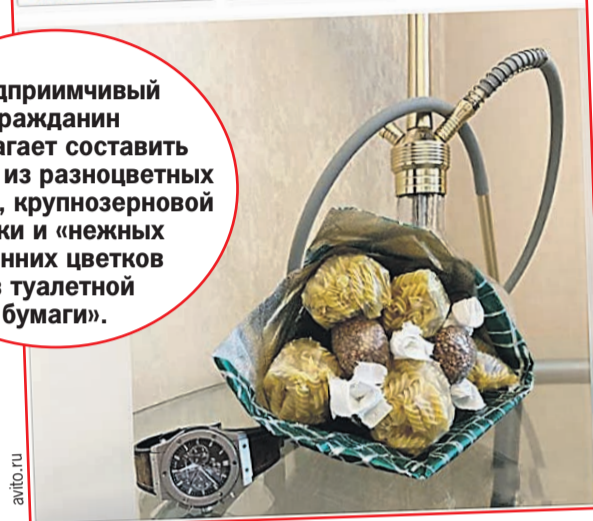 дприимчивый
ражданин
агает составить
из разноцветных
, крупнозерновой
ки и «нежных
нних цветков
з туалетной
бумаги».
avito.ru